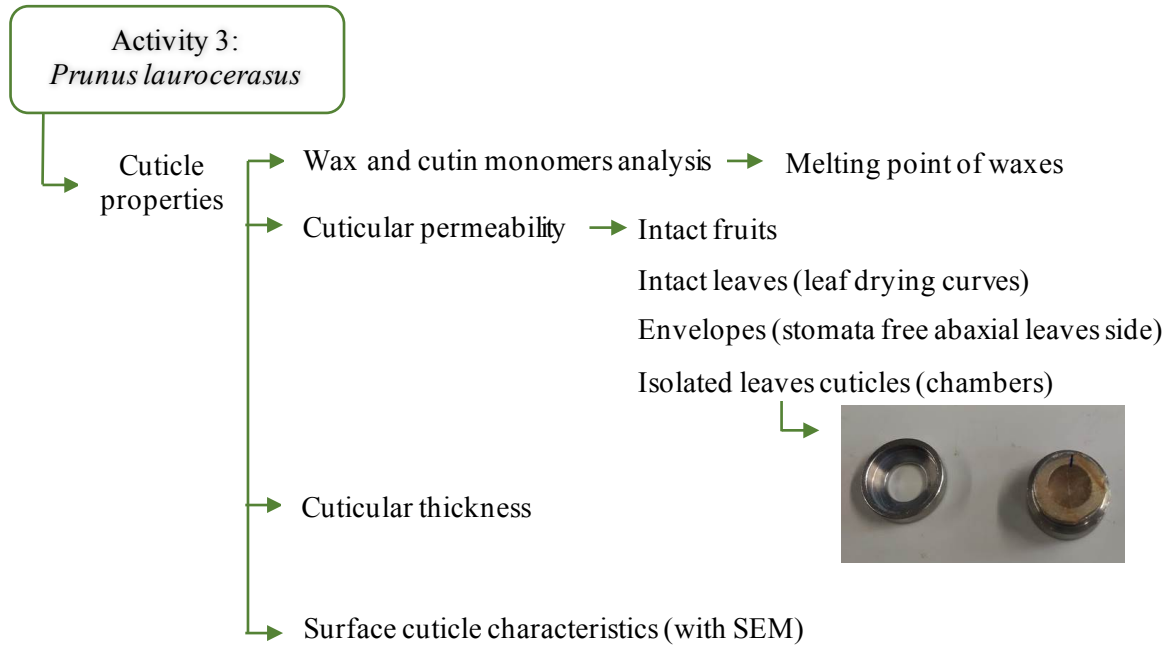 Activity 3:
Prunus laurocerasus
Cuticle
properties
Wax and cutin monomers analysis
Melting point of waxes
Cuticular permeability
Intact fruits
Intact leaves (leaf drying curves)
Envelopes (stomata free abaxial leaves side)
Isolated leaves cuticles (chambers)
Cuticular thickness
Surface cuticle characteristics (with SEM)